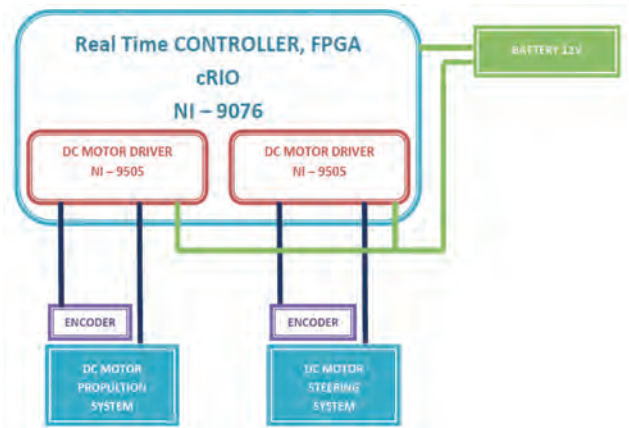 Real Time CONTROLLER, FPGA
cRIO
NI – 9076
BATTERY 12V
DC MOTOR DRIVER
NI – 9505
DC MOTOR DRIVER
NI – 9505
ENCODER
ENCODER
DC MOTOR
PROPULTION
SYSTEM
DC MOTOR
STEERING
SYSTEM